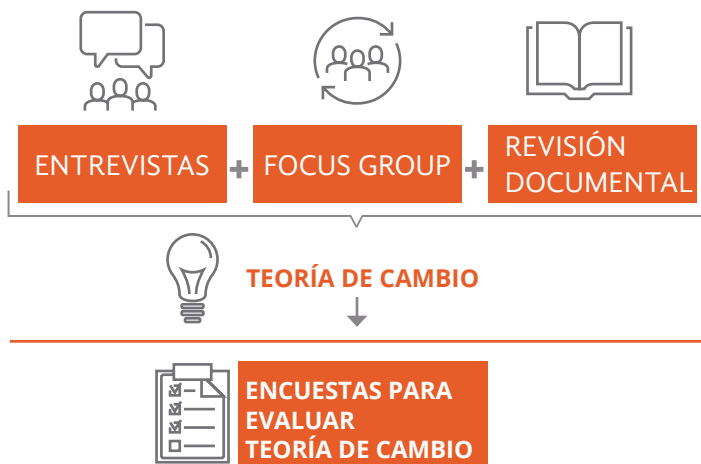 ENTREVISTAS + FOCUS GROUP + REVISIÓN
DOCUMENTAL
TEORÍA DE CAMBIO
ENCUESTAS PARA
EVALUAR
TEORÍA DE CAMBIO